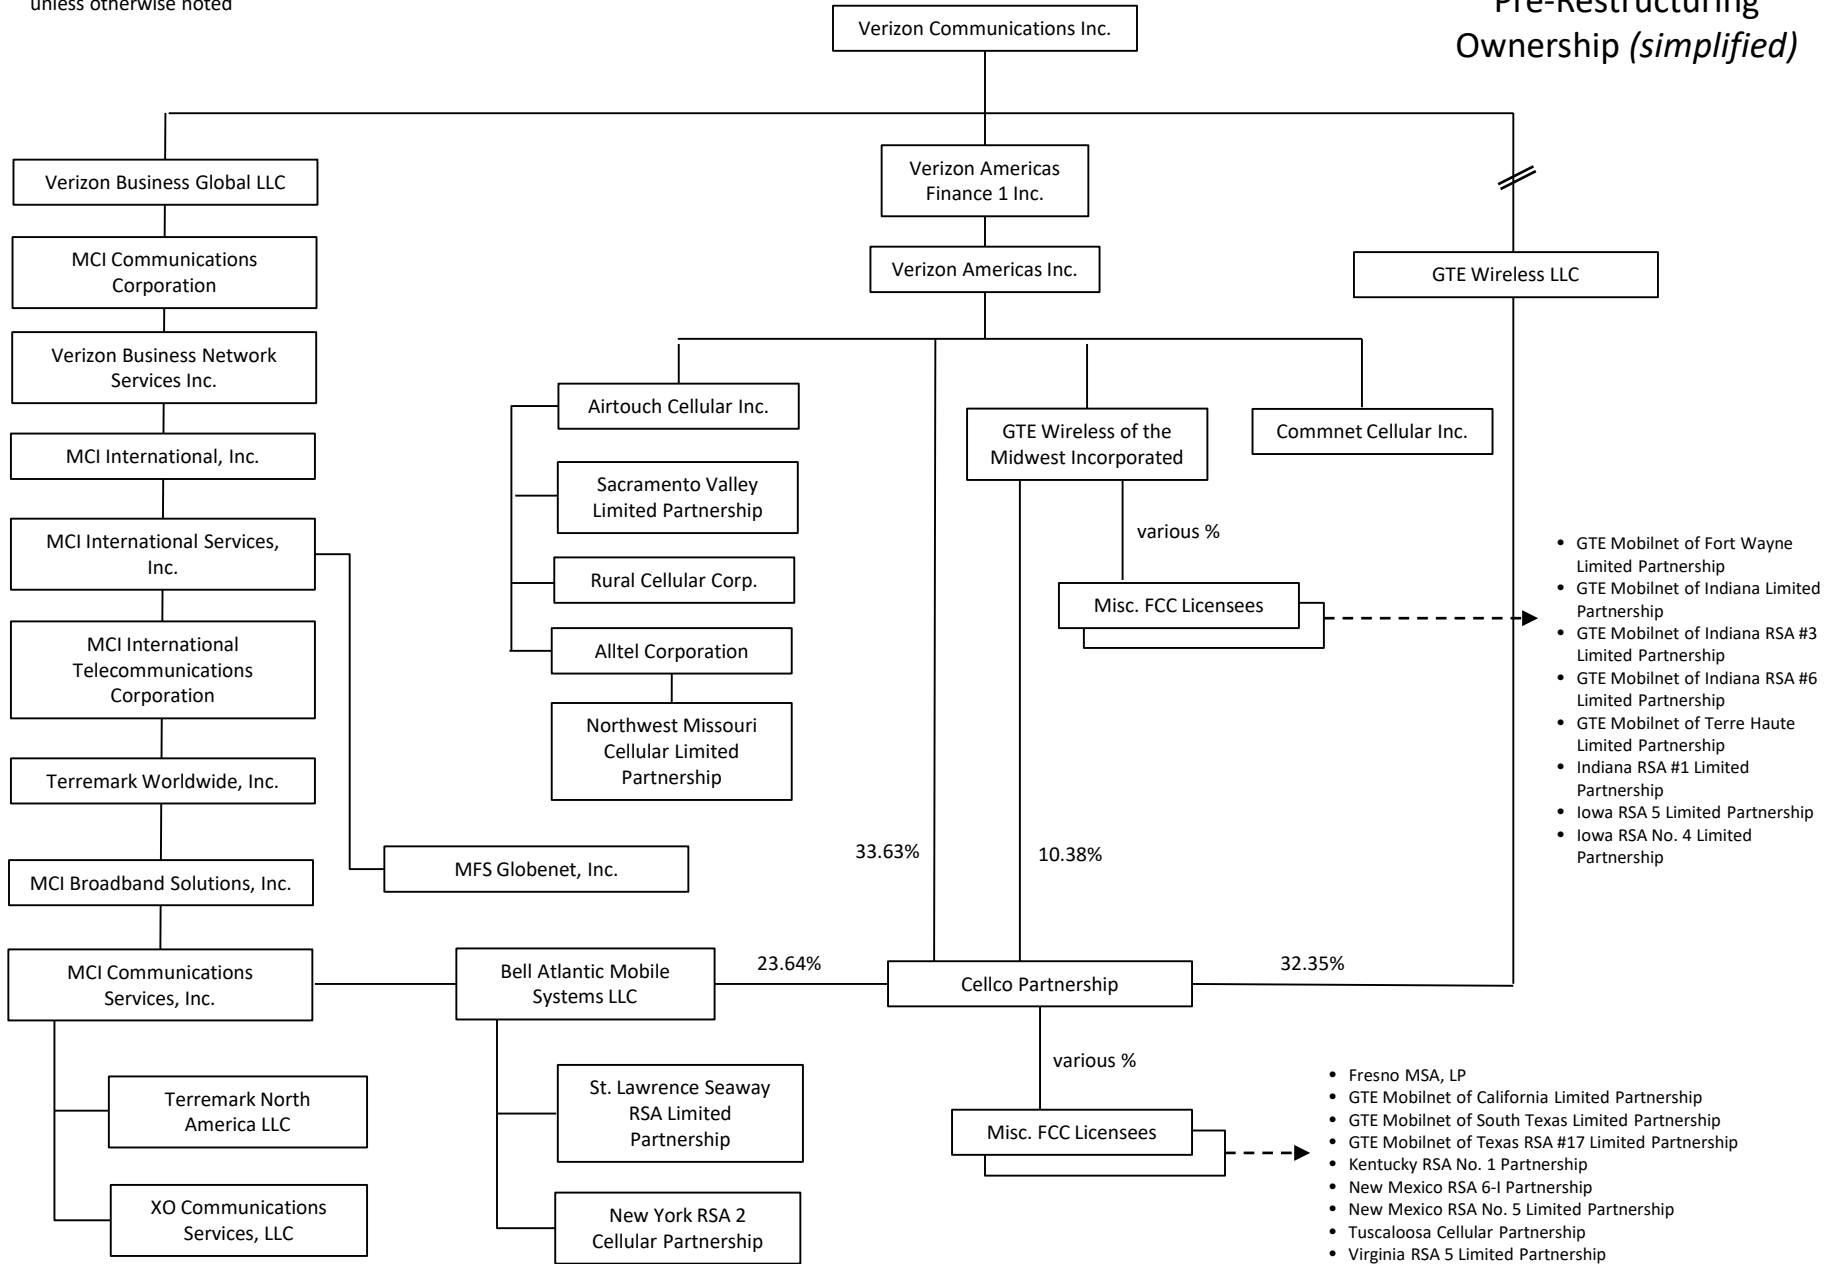 unless otherwise noted
Pre-Restructuring
Ownership (simplified)
Verizon Communications Inc.
Verizon Business Global LLC
Verizon Americas
Finance 1 Inc.
MCI Communications
Corporation
Verizon Americas Inc.
GTE Wireless LLC
Verizon Business Network
Services Inc.
Airtouch Cellular Inc.
GTE Wireless of the
Midwest Incorporated
Commnet Cellular Inc.
MCI International, Inc.
Sacramento Valley
Limited Partnership
MCI International Services,
Inc.
various %
Rural Cellular Corp.
Misc. FCC Licensees
• GTE Mobilnet of Fort Wayne
Limited Partnership
• GTE Mobilnet of Indiana Limited
Partnership
• GTE Mobilnet of Indiana RSA #3
Limited Partnership
• GTE Mobilnet of Indiana RSA #6
Limited Partnership
• GTE Mobilnet of Terre Haute
Limited Partnership
• Indiana RSA #1 Limited
Partnership
• Iowa RSA 5 Limited Partnership
• Iowa RSA No. 4 Limited
Partnership
MCI International
Telecommunications
Corporation
Alltel Corporation
Northwest Missouri
Cellular Limited
Partnership
Terremark Worldwide, Inc.
33.63%
10.38%
MCI Broadband Solutions, Inc.
MFS Globenet, Inc.
MCI Communications
Services, Inc.
Bell Atlantic Mobile
Systems LLC
23.64%
Cellco Partnership
32.35%
various %
Terremark North
America LLC
St. Lawrence Seaway
RSA Limited
Partnership
Misc. FCC Licensees
• Fresno MSA, LP
• GTE Mobilnet of California Limited Partnership
• GTE Mobilnet of South Texas Limited Partnership
• GTE Mobilnet of Texas RSA #17 Limited Partnership
• Kentucky RSA No. 1 Partnership
• New Mexico RSA 6-I Partnership
• New Mexico RSA No. 5 Limited Partnership
• Tuscaloosa Cellular Partnership
• Virginia RSA 5 Limited Partnership
XO Communications
Services, LLC
New York RSA 2
Cellular Partnership